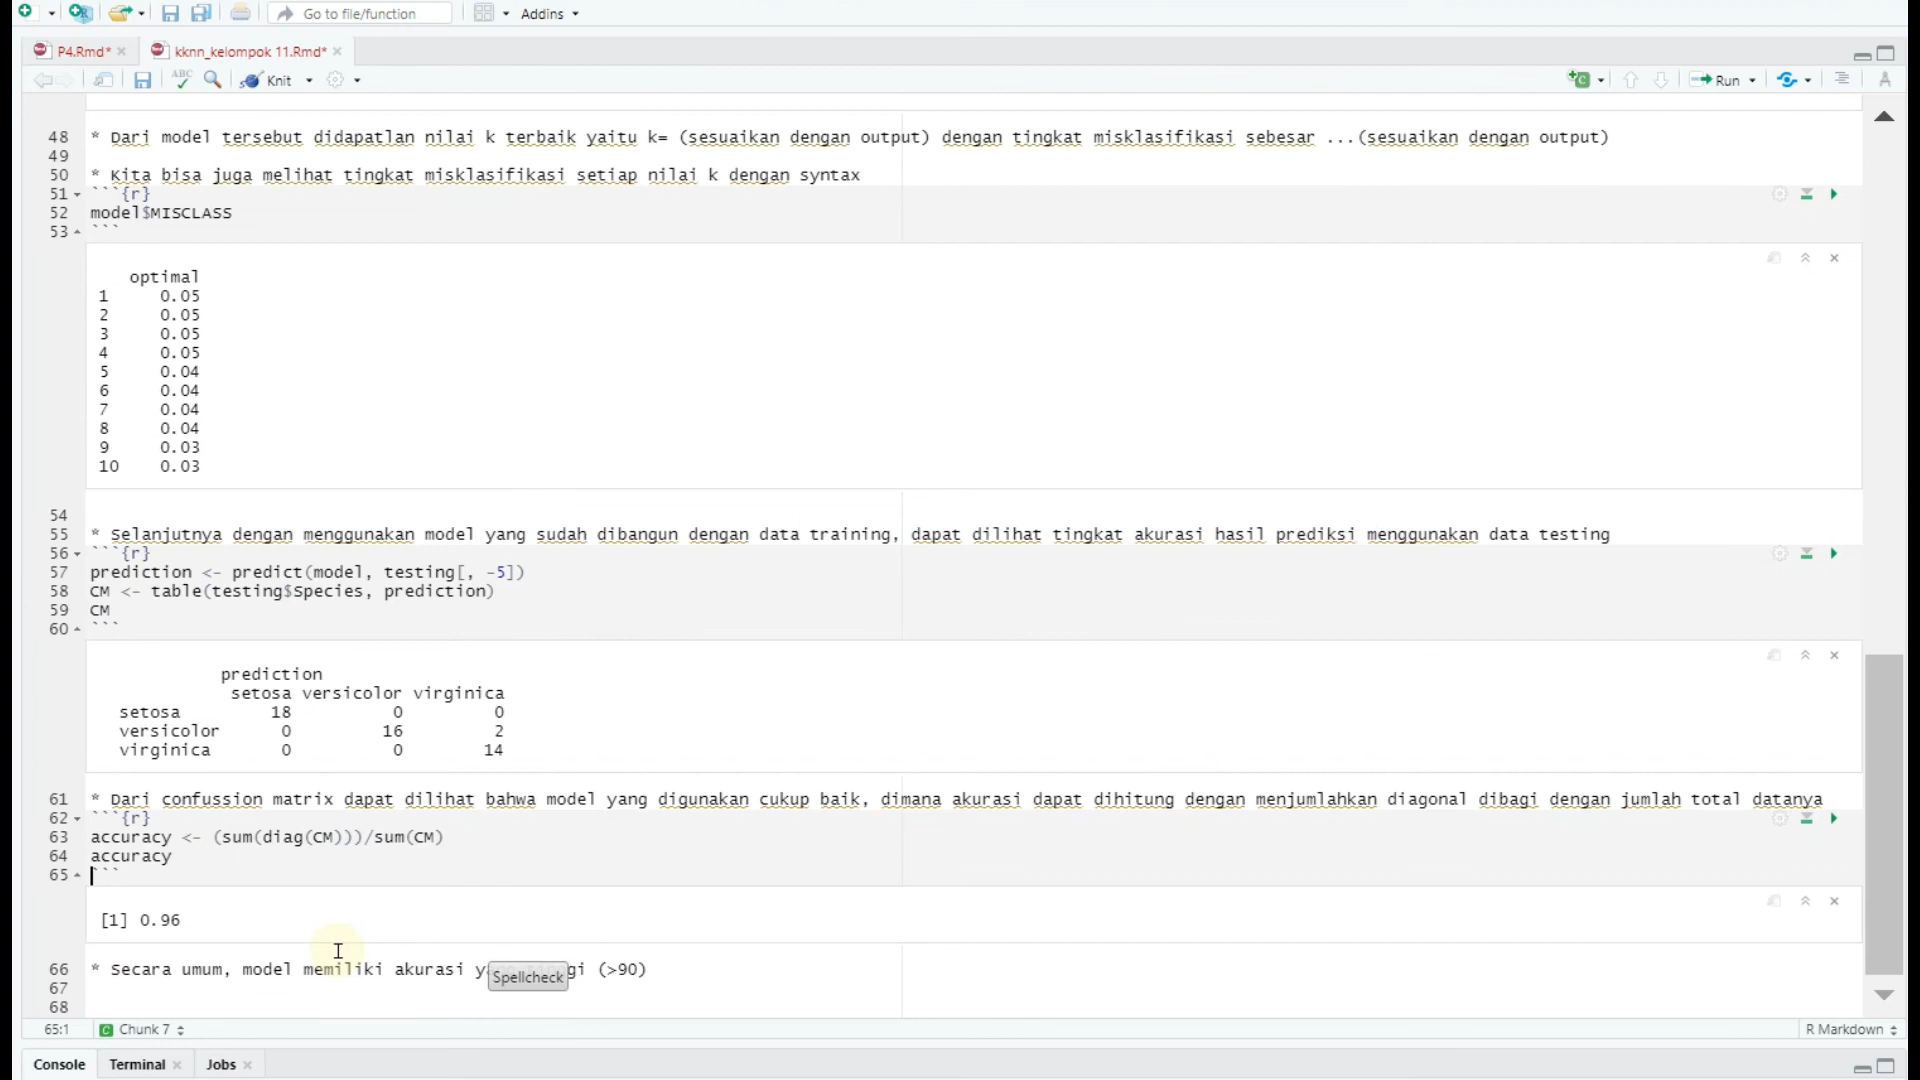 Go to file/function
Addins
P4.Rmd*
kknn_kelompok 11.Rmd*
ABC
Knit
Run
48 * Dari model tersebut didapatlan nilai k terbaik yaitu k= (sesuaikan dengan output) dengan tingkat misklasifikasi sebesar ...(sesuaikan dengan output)
49
50 * Kita bisa juga melihat tingkat misklasifikasi setiap nilai k dengan syntax
51 ```{r}
52 model$MISCLASS
53 ```
optimal
1 0.05
2 0.05
3 0.05
4 0.05
5 0.04
6 0.04
7 0.04
8 0.04
9 0.03
10 0.03
54
55 * Selanjutnya dengan menggunakan model yang sudah dibangun dengan data training, dapat dilihat tingkat akurasi hasil prediksi menggunakan data testing
56 ```{r}
57 prediction <- predict(model, testing[, -5])
58 CM <- table(testing$Species, prediction)
59 CM
60 ```
prediction
setosa versicolor virginica
setosa 18 0 0
versicolor 0 16 2
virginica 0 0 14
61 * Dari confussion matrix dapat dilihat bahwa model yang digunakan cukup baik, dimana akurasi dapat dihitung dengan menjumlahkan diagonal dibagi dengan jumlah total datanya
62 ```{r}
63 accuracy <- (sum(diag(CM)))/sum(CM)
64 accuracy
65 ```
[1] 0.96
66 * Secara umum, model memiliki akurasi (>90)
Spellcheck
67
68
65:1
Chunk 7
R Markdown
Console
Terminal
Jobs